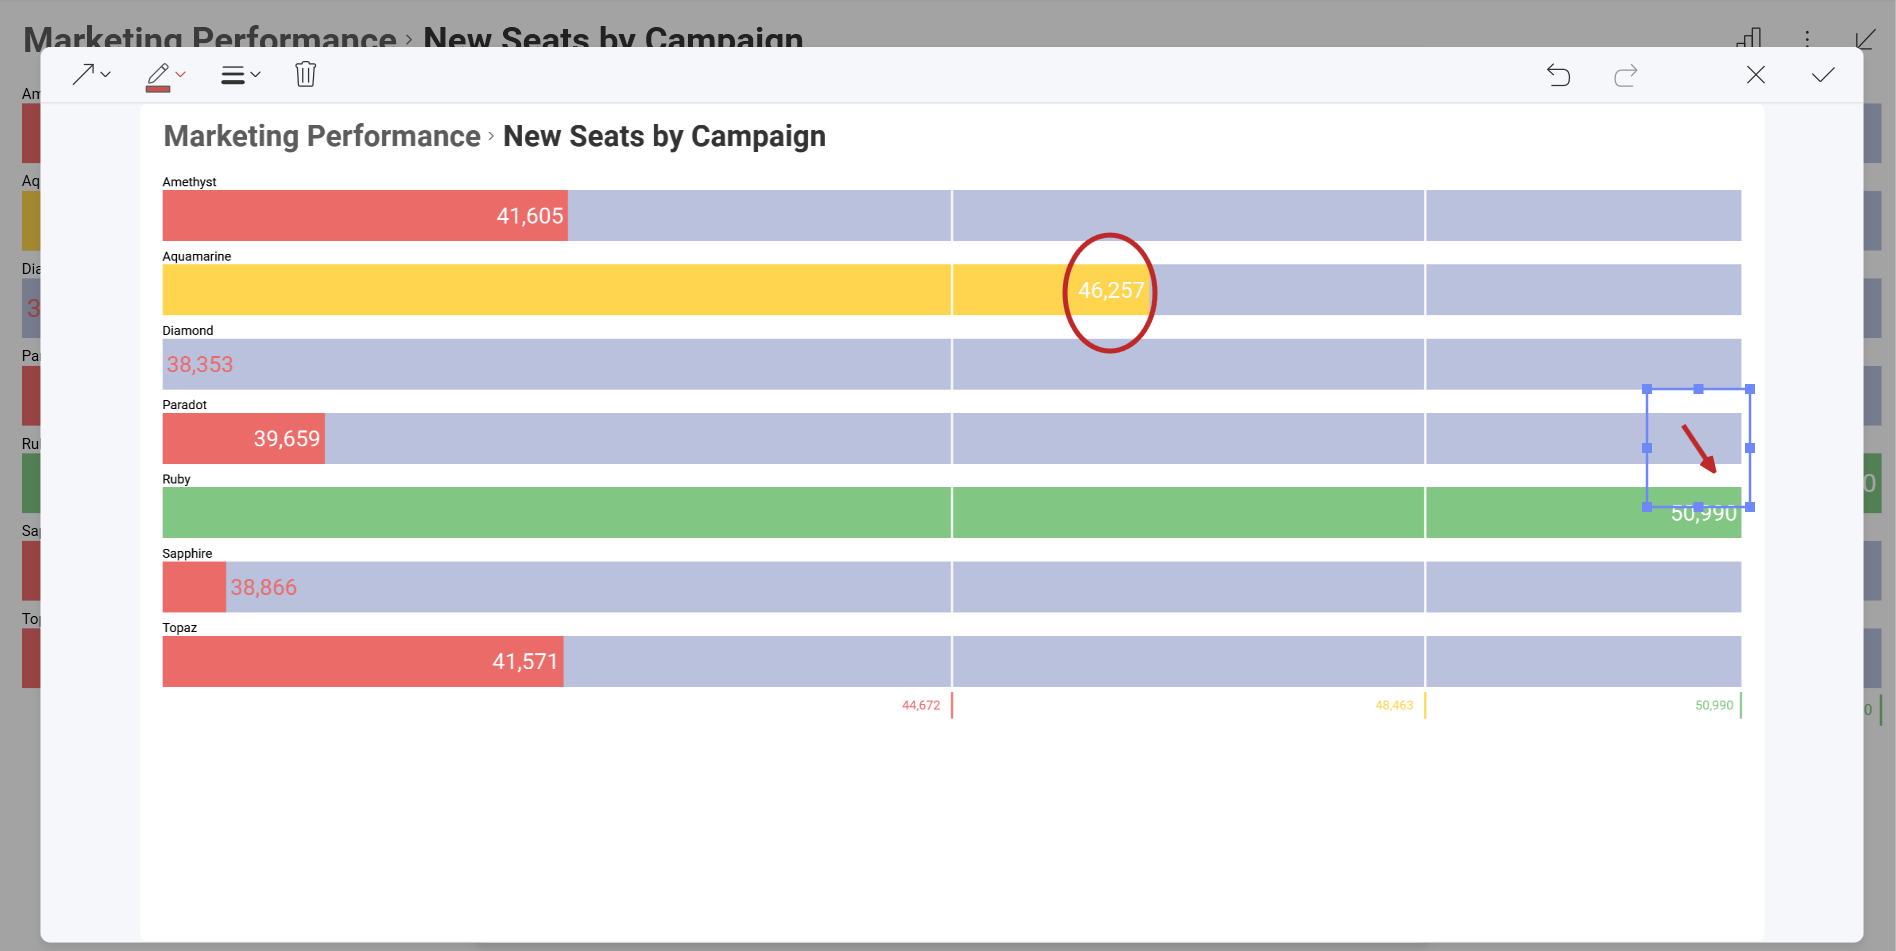 Marketing Performance › New Seats by Campaign
Marketing Performance › New Seats by Campaign
Am
Amethyst
41,605
Aq
Aquamarine
46,257
Dia
Diamond
3
38,353
Pa
Paradot
39,659
Ru
Ruby
50,990
0
Sa
Sapphire
38,866
To
Topaz
41,571
44,672
48,463
50,990
0